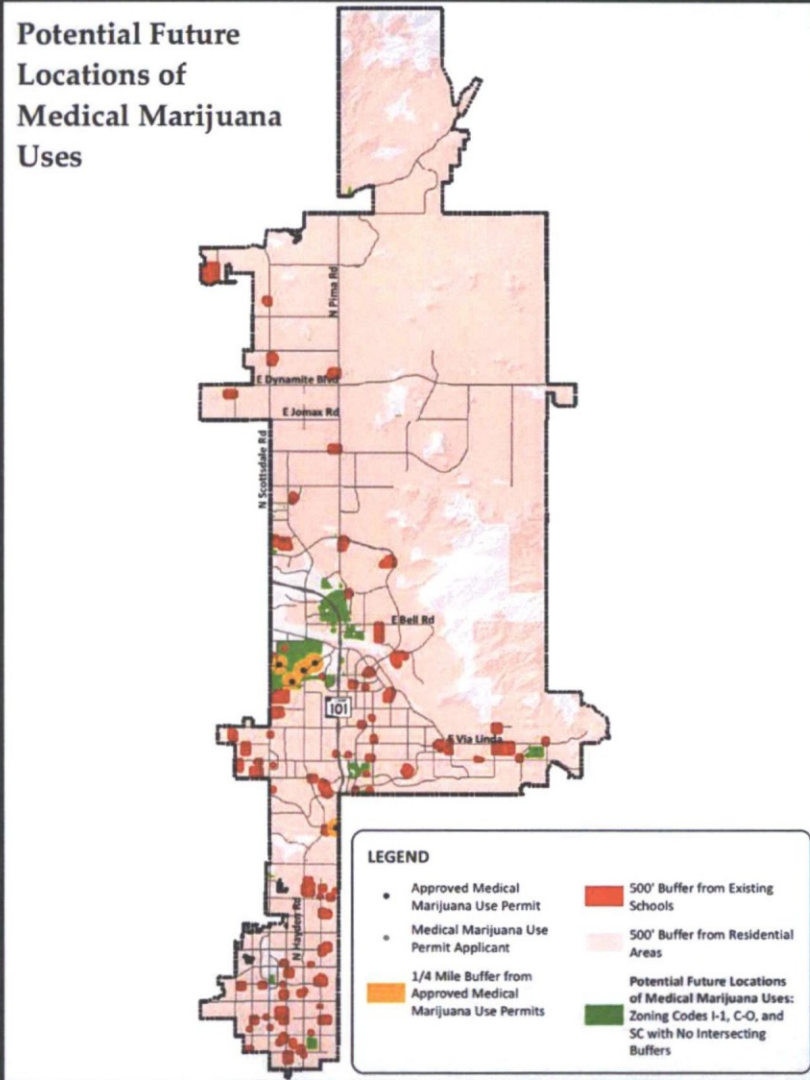 Potential Future
Locations of
Medical Marijuana
Uses
N Pima Rd
E Dynamite Blvd
E Jomax Rd
N Scottsdale Rd
E Bell Rd
101
E Via Linda
N Hayden Rd
LEGEND
Approved Medical
Marijuana Use Permit
Medical Marijuana Use
Permit Applicant
1/4 Mile Buffer from
Approved Medical
Marijuana Use Permits
500' Buffer from Existing
Schools
500' Buffer from Residential
Areas
Potential Future Locations
of Medical Marijuana Uses:
Zoning Codes I-1, C-O, and
SC with No Intersecting
Buffers